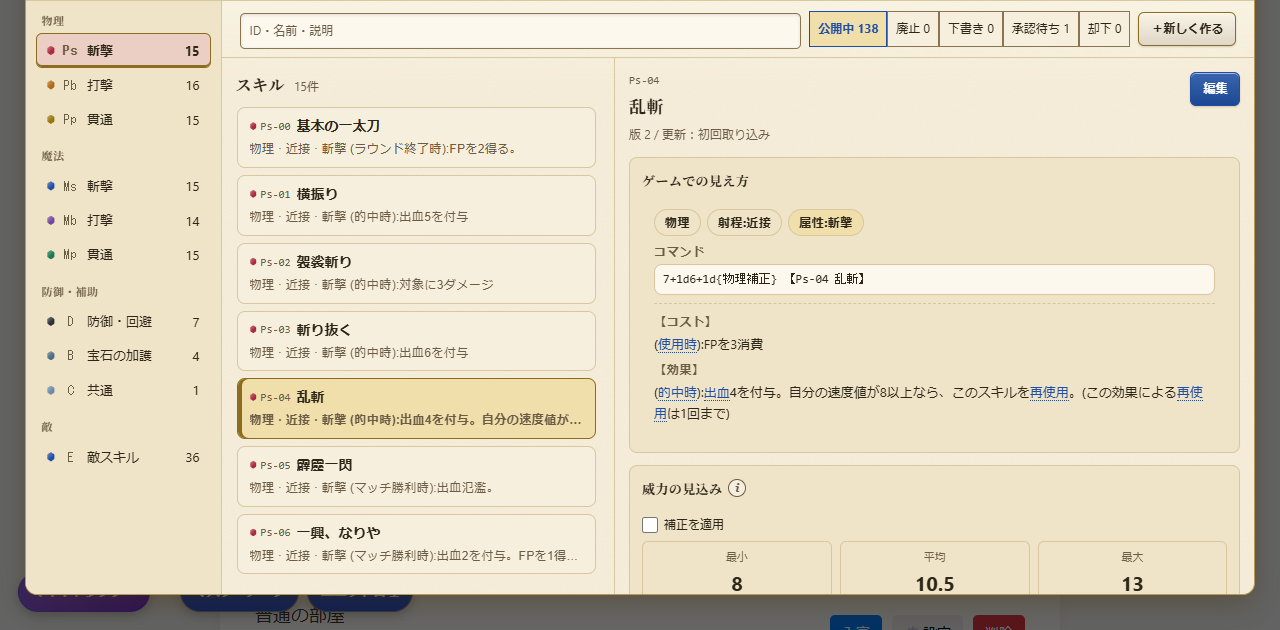 物理
Ps 斬撃 15
Pb 打撃 16
Pp 貫通 15
魔法
Ms 斬撃 15
Mb 打撃 14
Mp 貫通 15
防御・補助
D 防御・回避 7
B 宝石の加護 4
C 共通 1
敵
E 敵スキル 36
ID・名前・説明
公開中 138
廃止 0
下書き 0
承認待ち 1
却下 0
+新しく作る
スキル 15件
Ps-00 基本の一太刀
物理 · 近接 · 斬撃 (ラウンド終了時):FPを2得る。
Ps-01 横振り
物理 · 近接 · 斬撃 (的中時):出血5を付与
Ps-02 袈裟斬り
物理 · 近接 · 斬撃 (的中時):対象に3ダメージ
Ps-03 斬り抜く
物理 · 近接 · 斬撃 (的中時):出血6を付与
Ps-04 乱斬
物理 · 近接 · 斬撃 (的中時):出血4を付与。自分の速度値が…
Ps-05 霹靂一閃
物理 · 近接 · 斬撃 (マッチ勝利時):出血氾濫。
Ps-06 一興、なりや
物理 · 近接 · 斬撃 (マッチ勝利時):出血2を付与。FPを1得…
Ps-04
乱斬
版 2 / 更新：初回取り込み
編集
ゲームでの見え方
物理
射程:近接
属性:斬撃
コマンド
7+1d6+1d{物理補正} 【Ps-04 乱斬】
【コスト】
(使用時):FPを3消費
【効果】
(的中時):出血4を付与。自分の速度値が8以上なら、このスキルを再使用。(この効果による再使
用は1回まで)
威力の見込み i
補正を適用
最小
8
平均
10.5
最大
13
普通の部屋